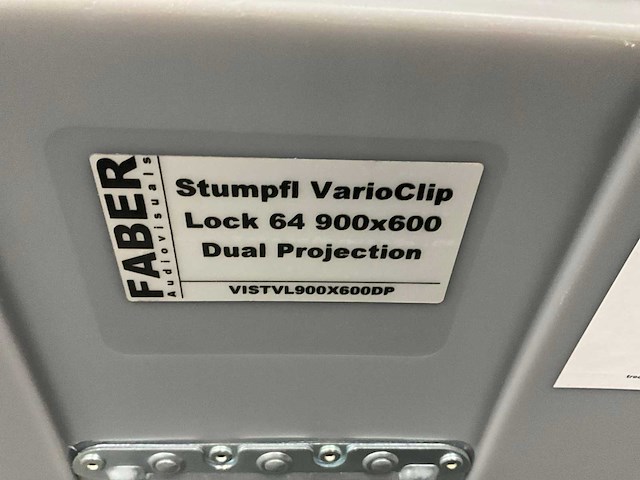 FABER
Audiovisuals
Stumpfl VarioClip
Lock 64 900x600
Dual Projection
VISTVL900X600DP